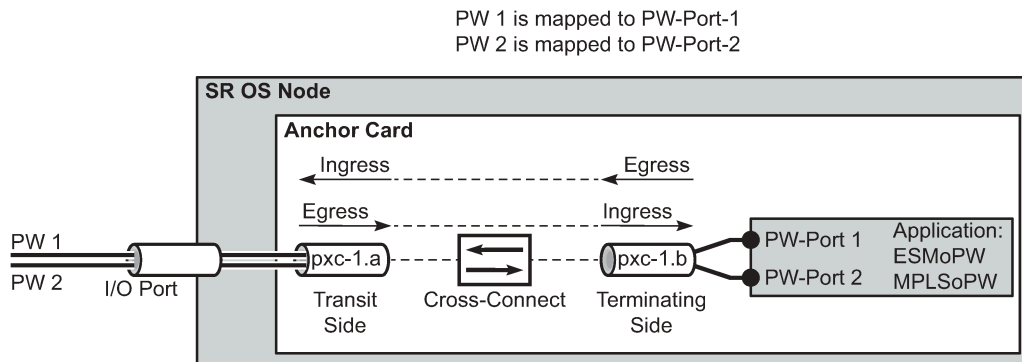 PW 1 is mapped to PW-Port-1
PW 2 is mapped to PW-Port-2
SR OS Node
Anchor Card
Ingress
Egress
Egress
Ingress
PW 1
PW 2
I/O Port
pxc-1.a
Transit
Side
Cross-Connect
pxc-1.b
Terminating
Side
PW-Port 1
PW-Port 2
Application:
ESMoPW
MPLSoPW